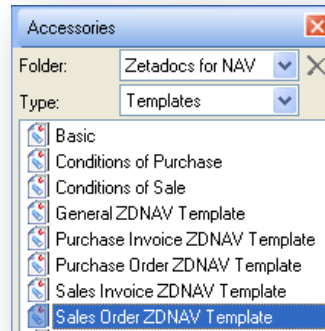 Accessories
Folder: Zetadocs for NAV
Type: Templates
Basic
Conditions of Purchase
Conditions of Sale
General ZDNAV Template
Purchase Invoice ZDNAV Template
Purchase Order ZDNAV Template
Sales Invoice ZDNAV Template
Sales Order ZDNAV Template